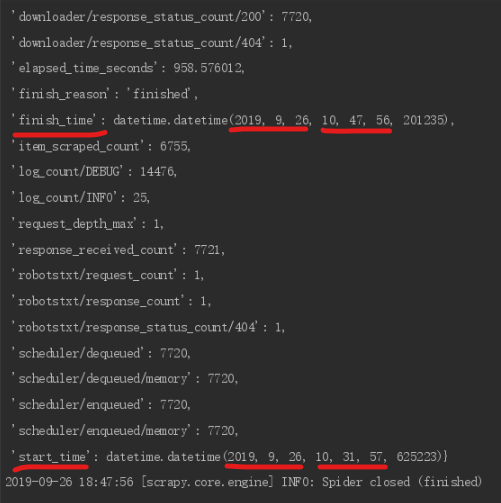 'downloader/response_status_count/200': 7720,
'downloader/response_status_count/404': 1,
'elapsed_time_seconds': 958.576012,
'finish_reason': 'finished',
'finish_time': datetime.datetime(2019, 9, 26, 10, 47, 56, 201235),
'item_scraped_count': 6755,
'log_count/DEBUG': 14476,
'log_count/INFO': 25,
'request_depth_max': 1,
'response_received_count': 7721,
'robotstxt/request_count': 1,
'robotstxt/response_count': 1,
'robotstxt/response_status_count/404': 1,
'scheduler/dequeued': 7720,
'scheduler/dequeued/memory': 7720,
'scheduler/enqueued': 7720,
'scheduler/enqueued/memory': 7720,
'start_time': datetime.datetime(2019, 9, 26, 10, 31, 57, 625223)}
2019-09-26 18:47:56 [scrapy.core.engine] INFO: Spider closed (finished)